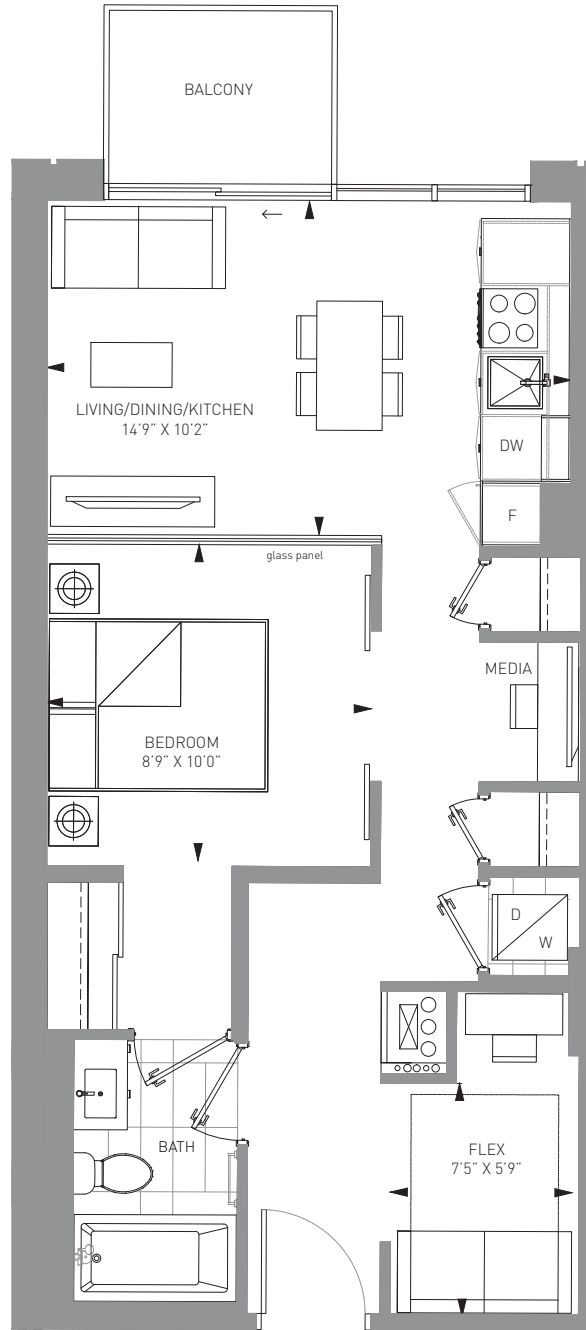 BALCONY
LIVING/DINING/KITCHEN
14'9" X 10'2"
DW
F
glass panel
MEDIA
BEDROOM
8'9" X 10'0"
D
W
BATH
FLEX
7'5" X 5'9"